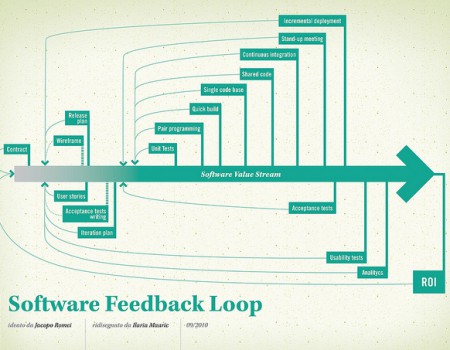 Incremental deployment
Stand-up meeting
Continuous integration
Shared code
Single code base
Quick build
Release
plan
Pair programming
Wireframe
Contract
Unit Tests
Software Value Stream
User stories
Acceptance tests
writing
Acceptance tests
Iteration plan
Usability tests
Analitycs
ROI
Software Feedback Loop
ideato da Jacopo Romei
ridisegnato da Ilaria Mauric
09/2010